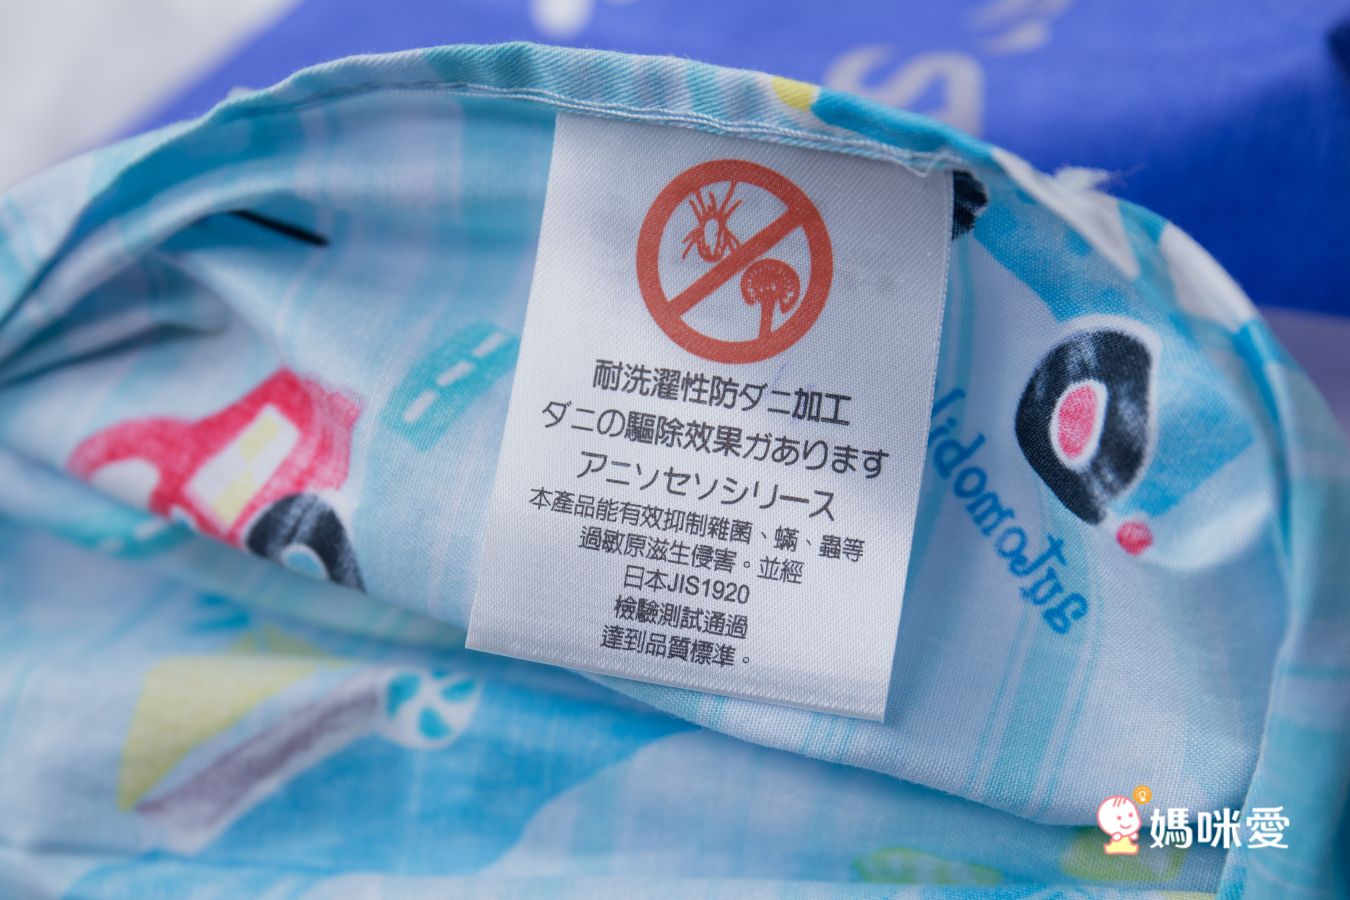 耐洗濯性防ダニ加工
ダニの驅除效果ガあります
アニソセソシリース
本產品能有效抑制雜菌、蟎、蟲等
過敏原滋生侵害。並經
日本JIS1920
檢驗測試通過
達到品質標準。
媽咪愛